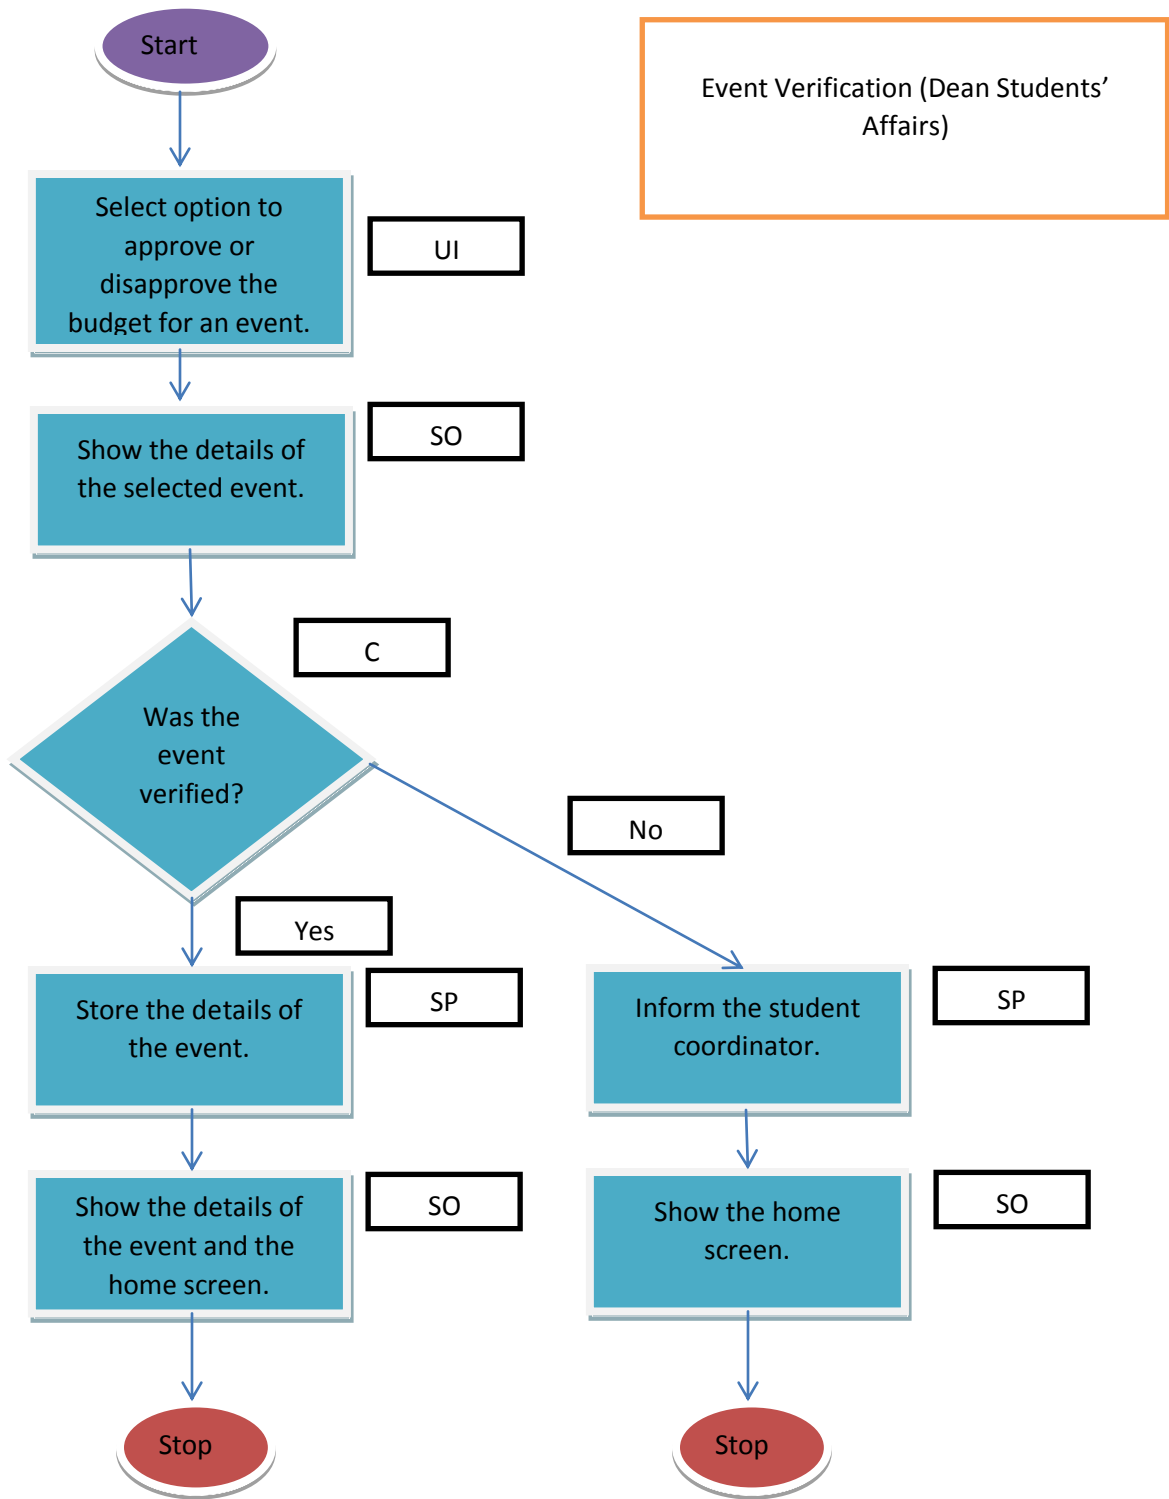 Start
Event Verification (Dean Students’
Affairs)
Select option to
approve or
disapprove the
budget for an event.
UI
Show the details of
the selected event.
SO
C
Was the
event
verified?
No
Yes
Store the details of
the event.
SP
Inform the student
coordinator.
SP
Show the details of
the event and the
home screen.
SO
Show the home
screen.
SO
Stop
Stop